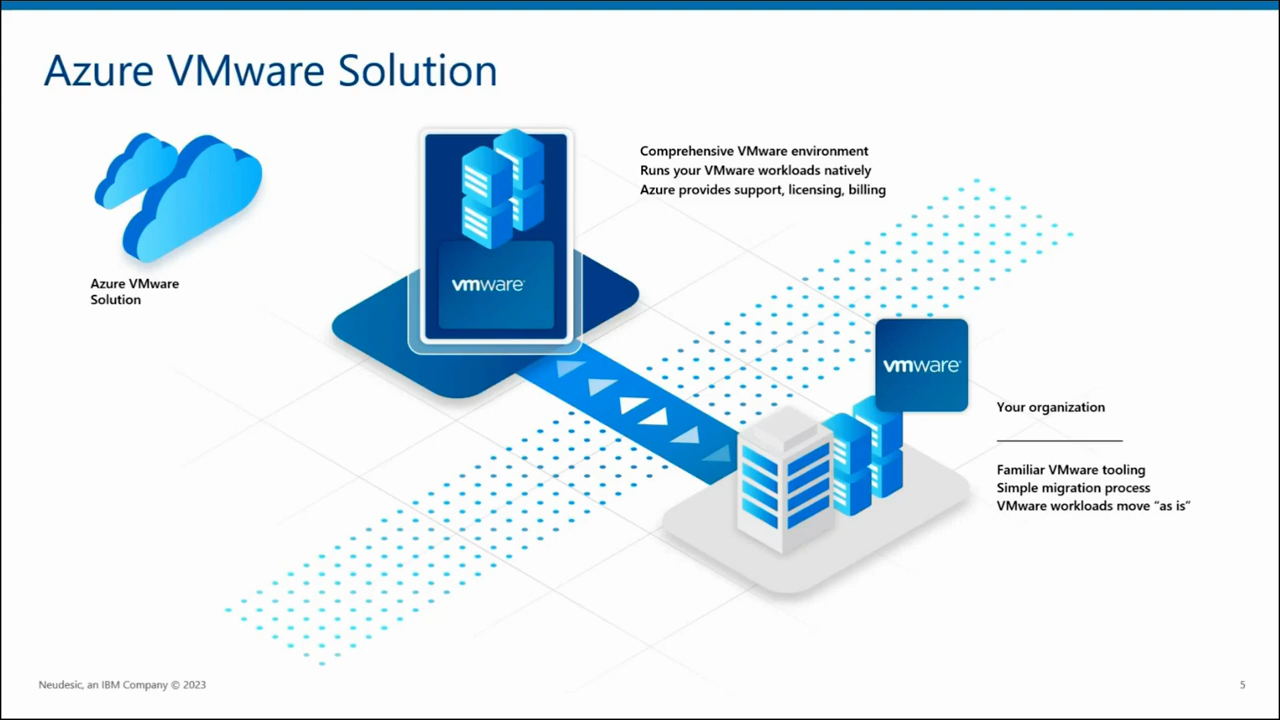 Azure VMware Solution
Azure VMware
Solution
vmware®
Comprehensive VMware environment
Runs your VMware workloads natively
Azure provides support, licensing, billing
vmware®
Your organization
Familiar VMware tooling
Simple migration process
VMware workloads move “as is”
Neudesic, an IBM Company © 2023
5